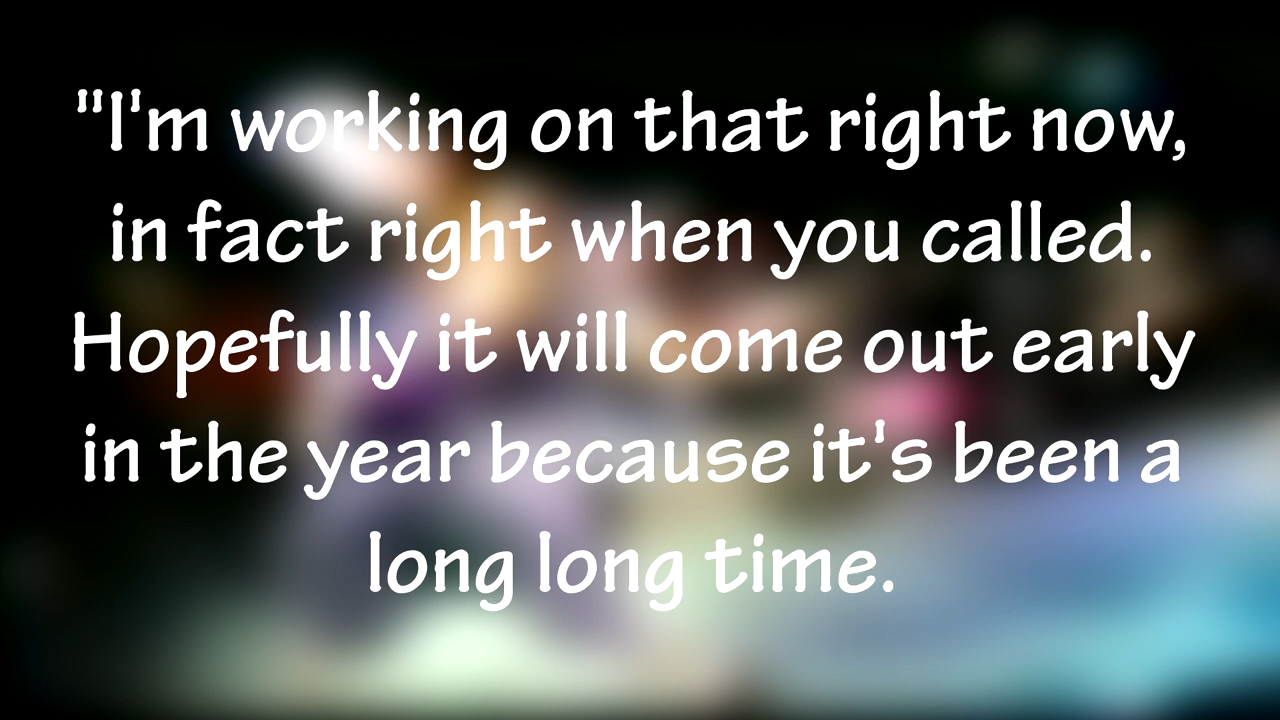 "I'm working on that right now,
in fact right when you called.
Hopefully it will come out early
in the year because it's been a
long long time.